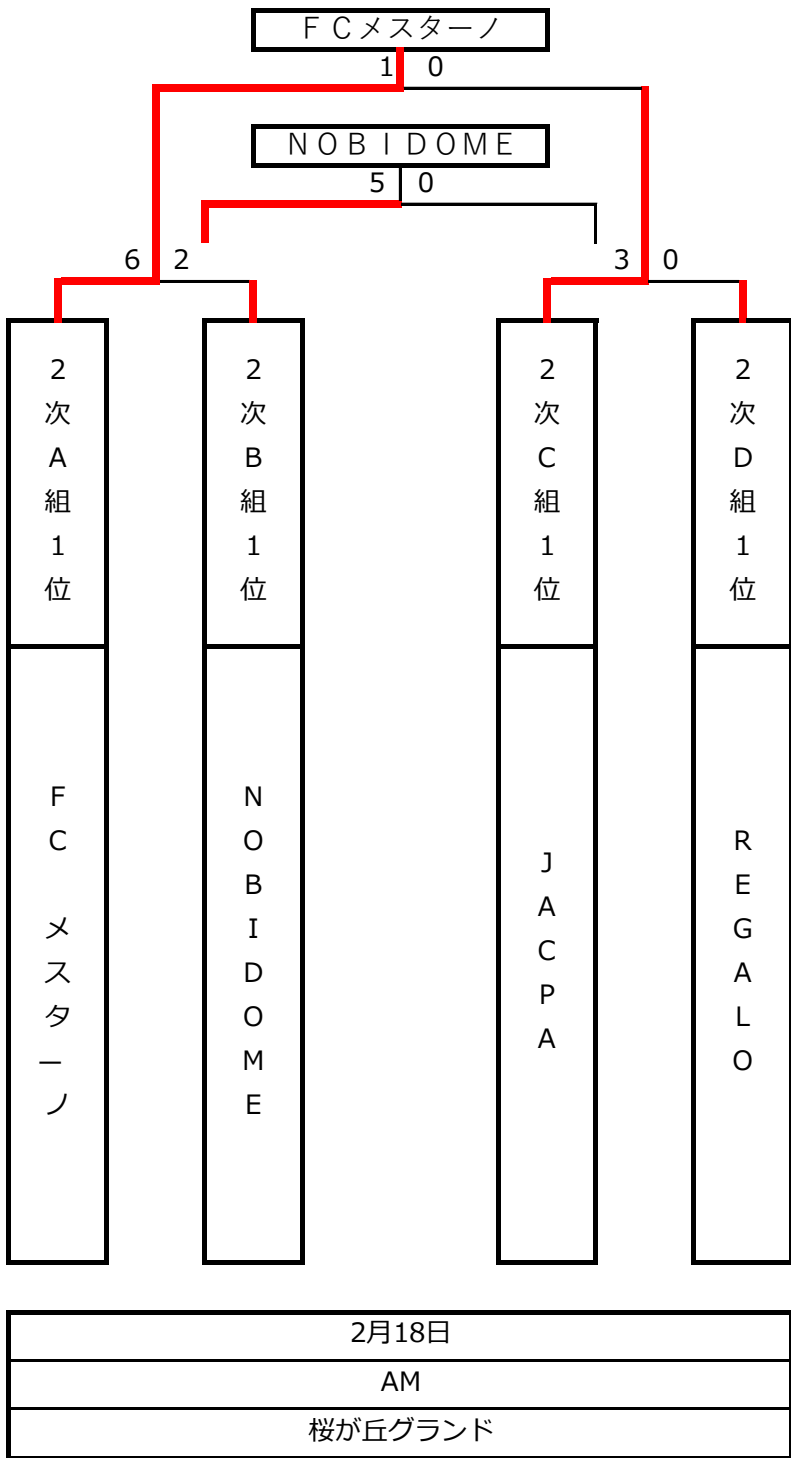 ＦＣメスターノ
1 0
ＮＯＢＩＤＯＭＥ
5 0
6 2
3 0
2次A組1位
2次B組1位
2次C組1位
2次D組1位
FC メスターノ
NOBIDOME
JACPA
REGALO
2月18日
AM
桜が丘グランド